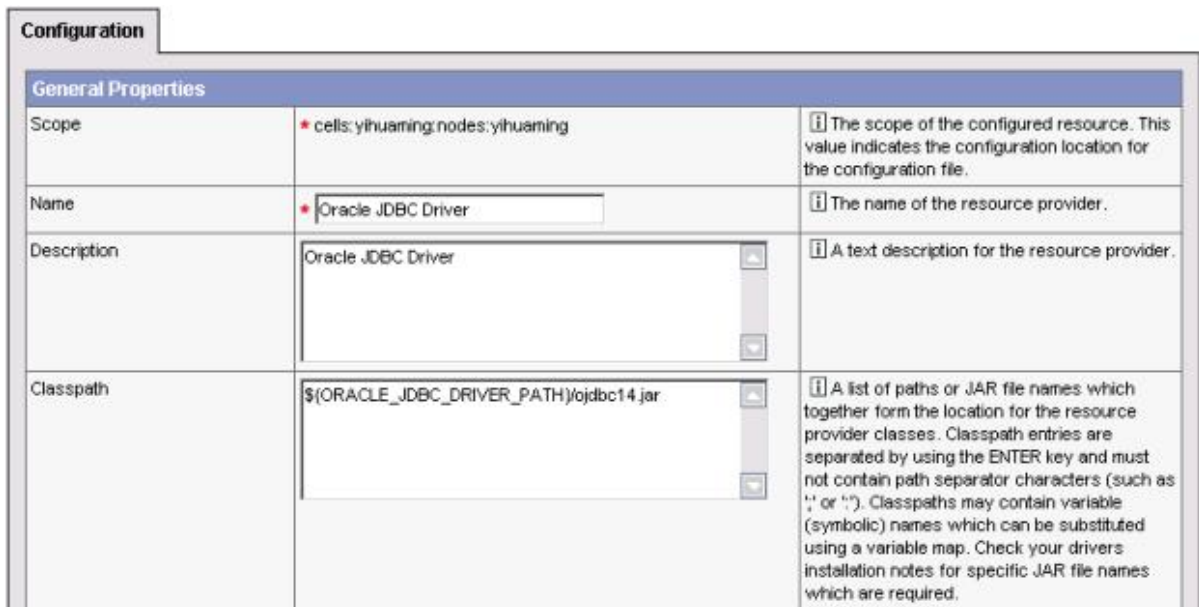 Configuration
General Properties
Scope
* cells:yihuaming:nodes:yihuaming
i The scope of the configured resource. This
value indicates the configuration location for
the configuration file.
Name
* Oracle JDBC Driver
i The name of the resource provider.
Description
Oracle JDBC Driver
i A text description for the resource provider.
Classpath
${ORACLE_JDBC_DRIVER_PATH}/ojdbc14.jar
i A list of paths or JAR file names which
together form the location for the resource
provider classes. Classpath entries are
separated by using the ENTER key and must
not contain path separator characters (such as
';' or ':'). Classpaths may contain variable
(symbolic) names which can be substituted
using a variable map. Check your drivers
installation notes for specific JAR file names
which are required.